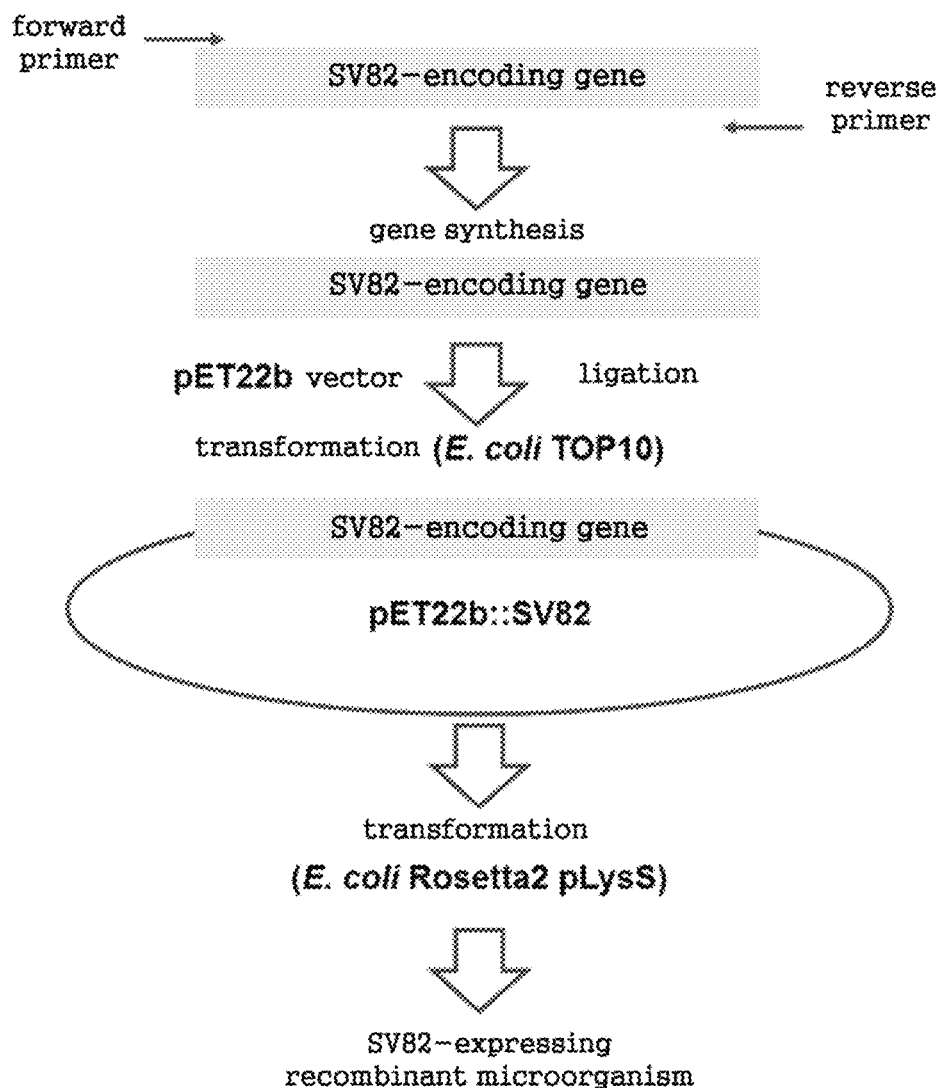 forward
primer
SV82-encoding gene
reverse
primer
gene synthesis
SV82-encoding gene
pET22b vector ligation
transformation (E. coli TOP10)
SV82-encoding gene
pET22b::SV82
transformation
(E. coli Rosetta2 pLysS)
SV82-expressing
recombinant microorganism